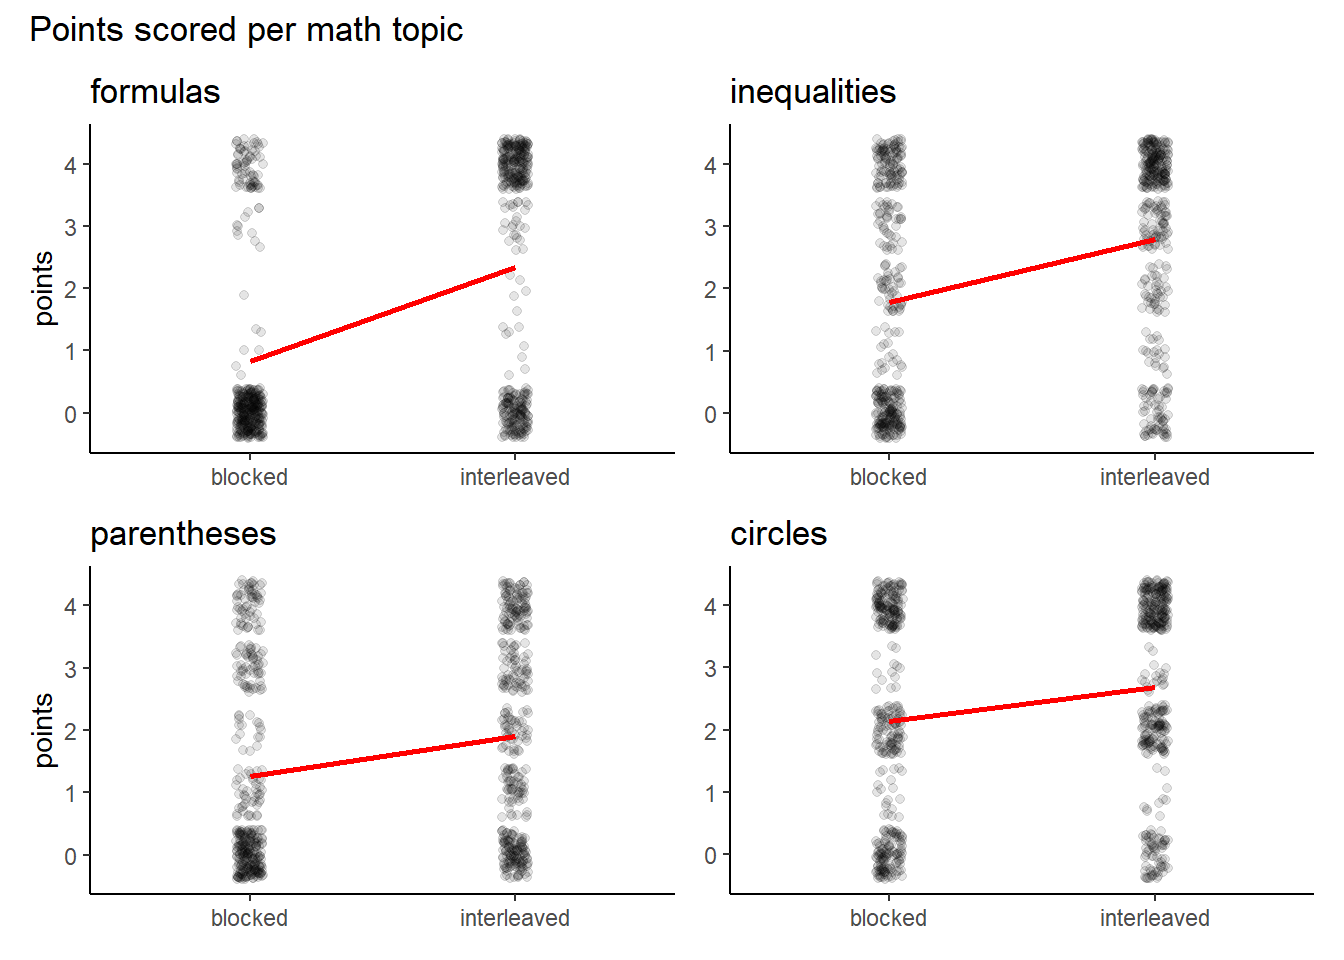 Points scored per math topic
formulas
inequalities
4
3
2
1
0
points
blocked
interleaved
4
3
2
1
0
blocked
interleaved
parentheses
circles
4
3
2
1
0
points
blocked
interleaved
4
3
2
1
0
blocked
interleaved